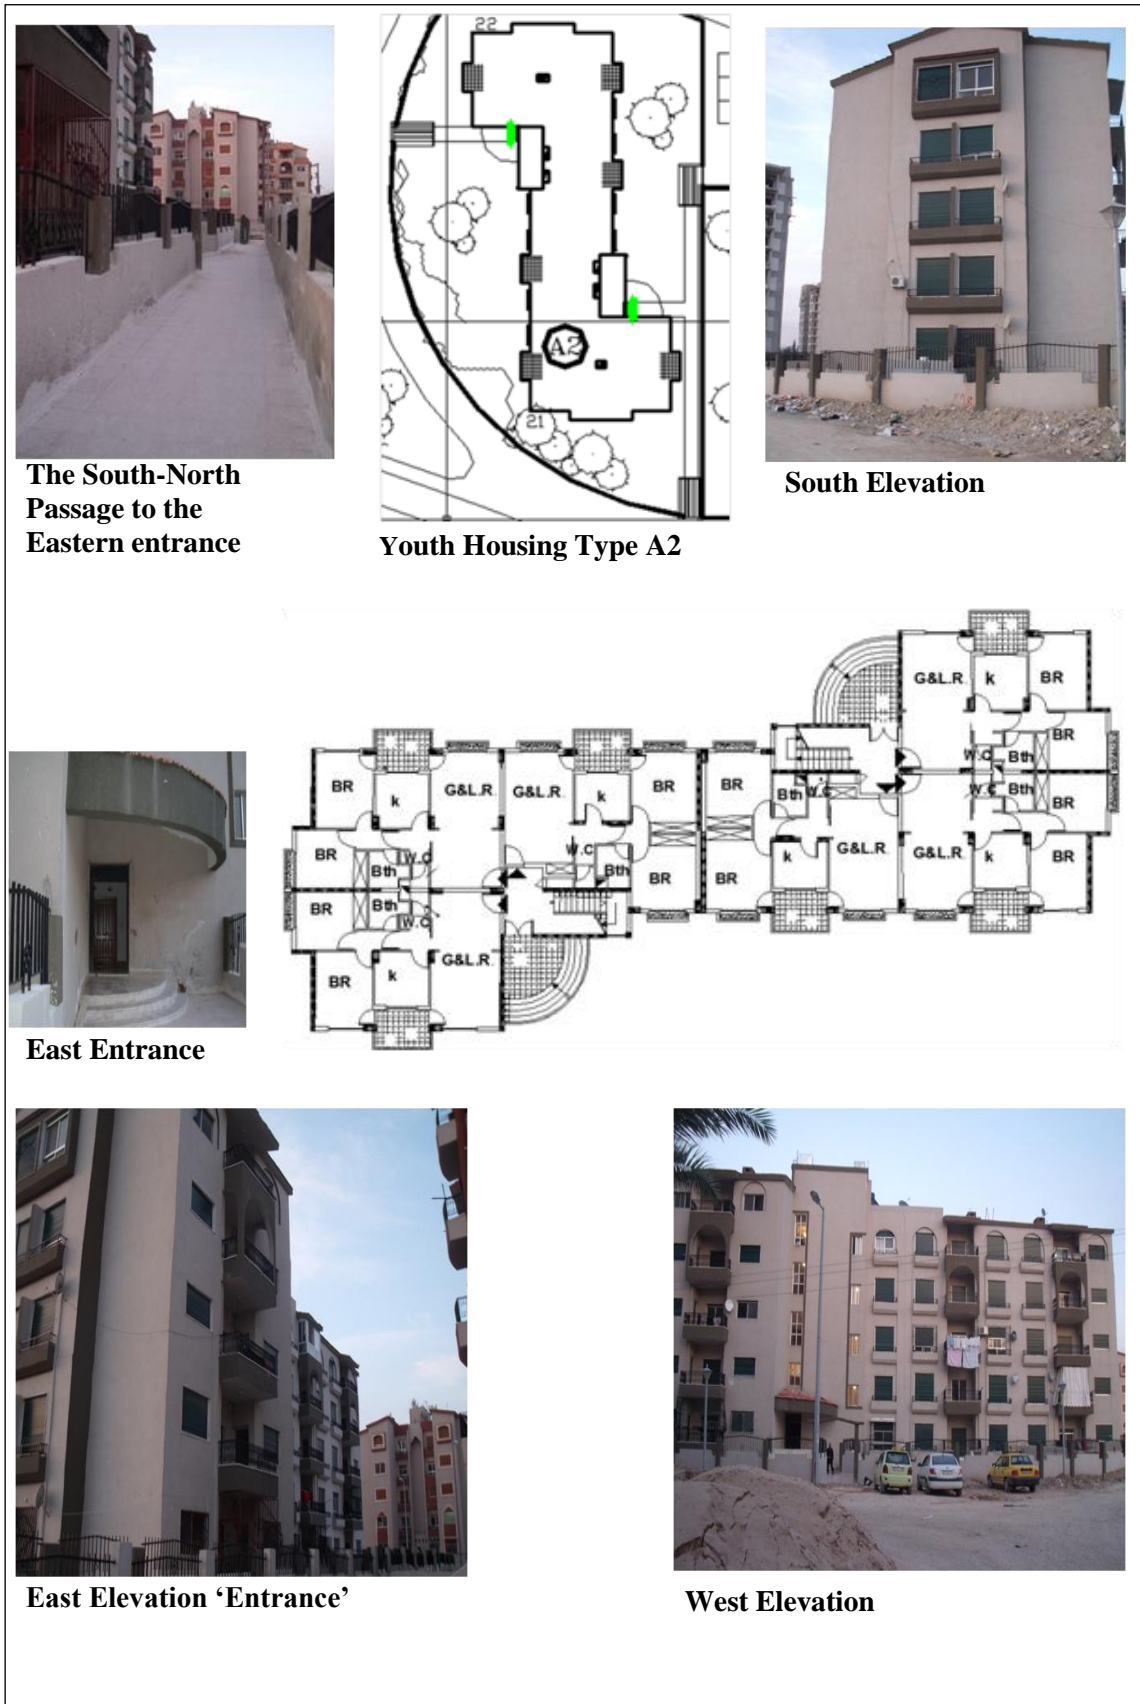 22
A2
21
The South-North
Passage to the
Eastern entrance
Youth Housing Type A2
South Elevation
G&L.R.
k
BR
BR
W.C
Bth
BR
G&L.R.
G&L.R.
BR
BR
Bth
W.C
Bth
BR
BR
k
k
W.C
BR
W.C
Bth
Bth
BR
BR
k
G&L.R.
G&L.R.
k
BR
Bth
W.C
BR
BR
k
G&L.R.
East Entrance
East Elevation ‘Entrance’
West Elevation